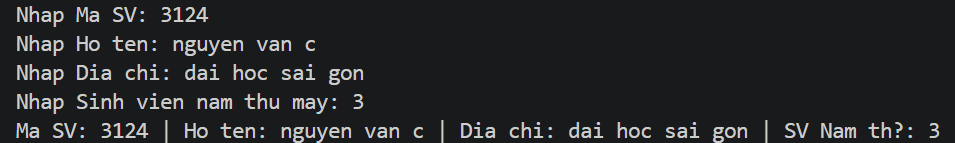 Nhap Ma SV: 3124
Nhap Ho ten: nguyen van c
Nhap Dia chi: dai hoc sai gon
Nhap Sinh vien nam thu may: 3
Ma SV: 3124 | Ho ten: nguyen van c | Dia chi: dai hoc sai gon | SV Nam th?: 3